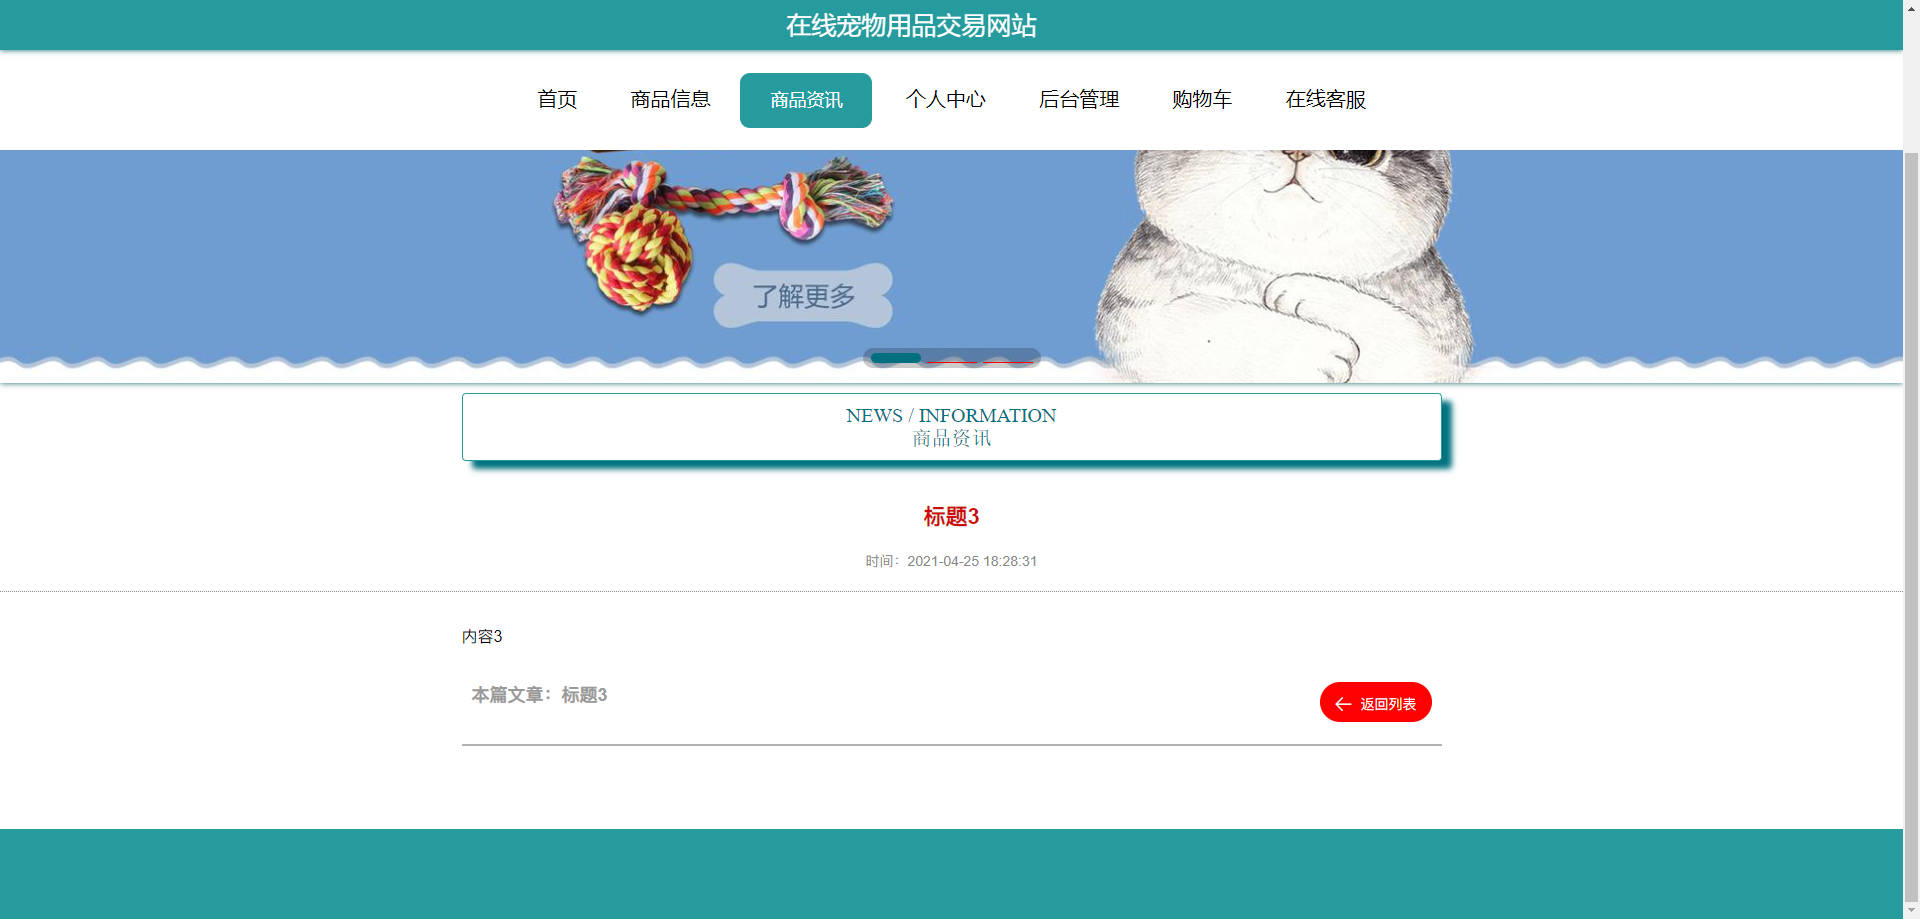 在线宠物用品交易网站
首页 商品信息 商品资讯 个人中心 后台管理 购物车 在线客服
了解更多
NEWS / INFORMATION
商品资讯
标题3
时间：2021-04-25 18:28:31
内容3
本篇文章：标题3
← 返回列表